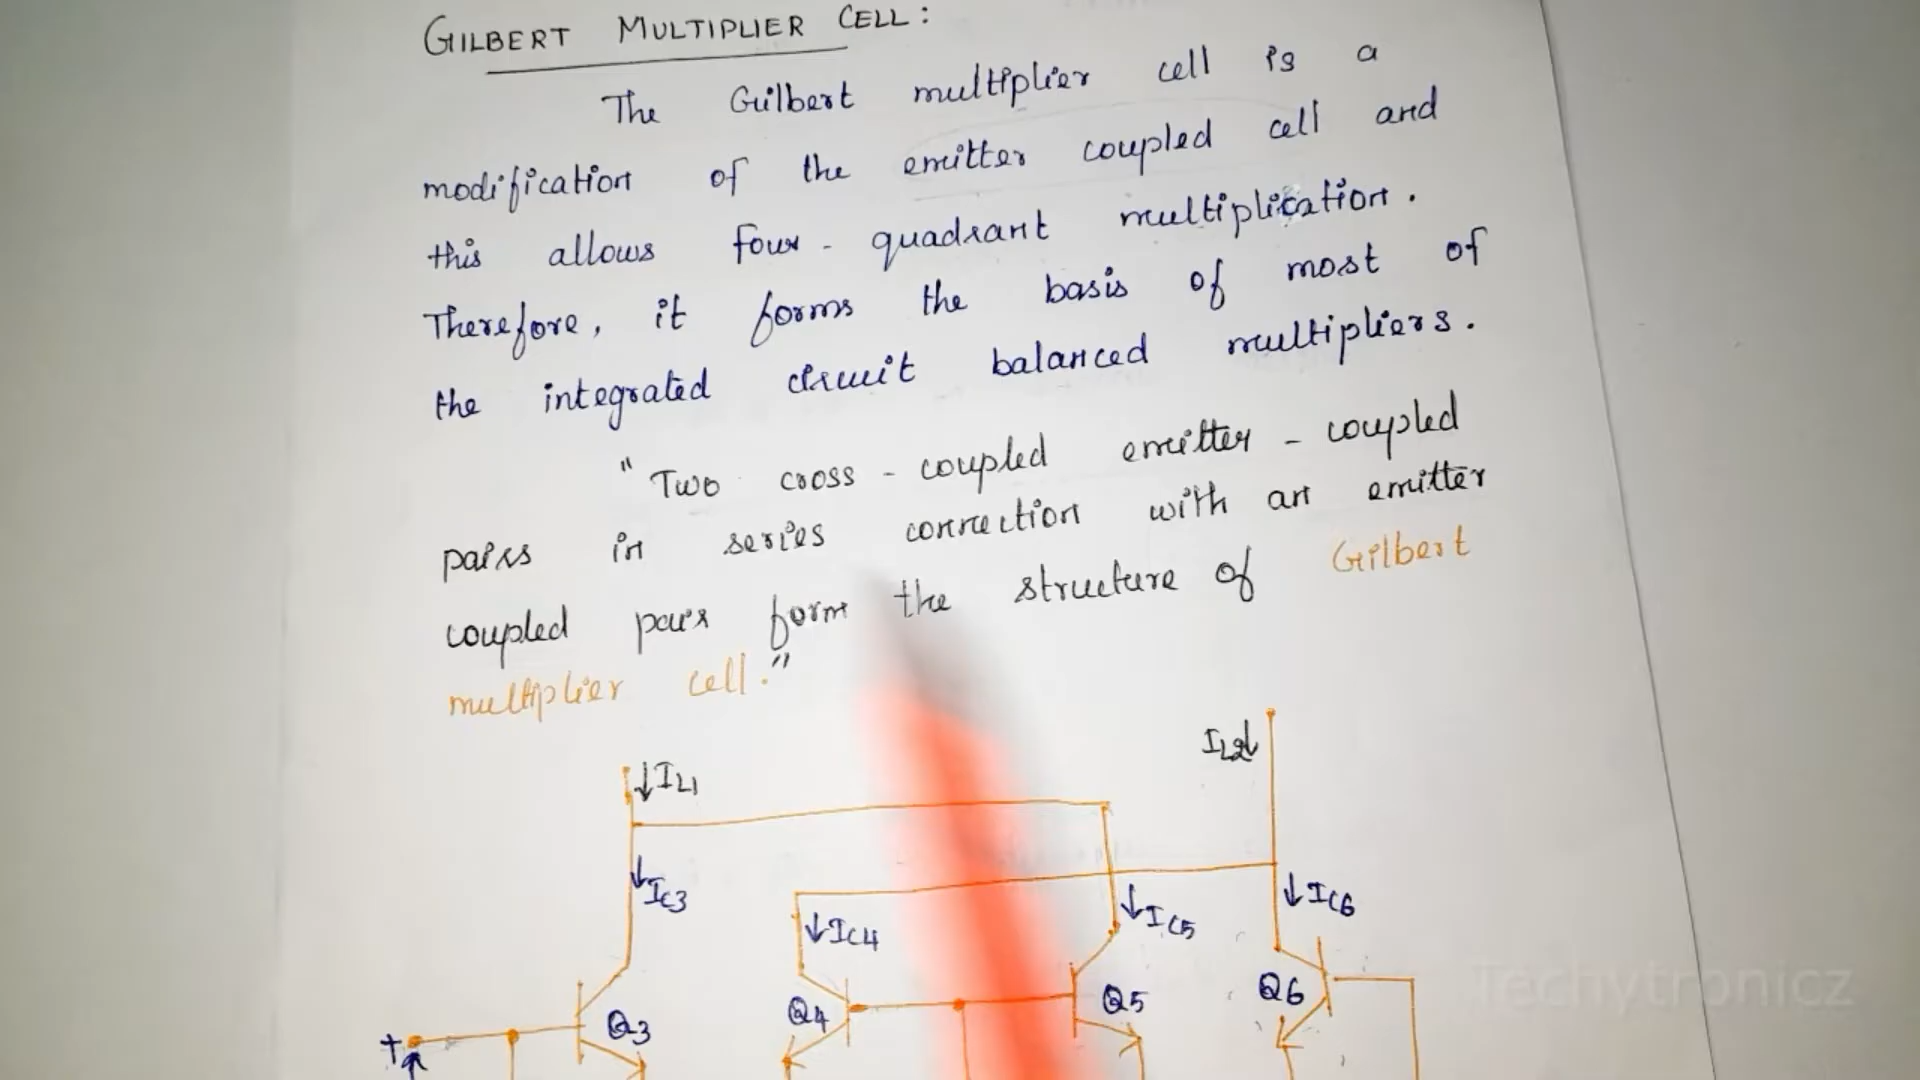 GILBERT MULTIPLIER CELL:
The Gilbert multiplier cell is a
modification of the emitter coupled cell and
this allows four - quadrant multiplication.
Therefore, it forms the basis of most of
the integrated circuit balanced multipliers.
"Two cross - coupled emitter - coupled
pairs in series connection with an emitter
coupled pair form the structure of Gilbert
multiplier cell."
↓IL1
IL2↓
↓IC3
↓IC4
↓IC5
↓IC6
Q3
Q4
Q5
Q6
+
Techytronicz